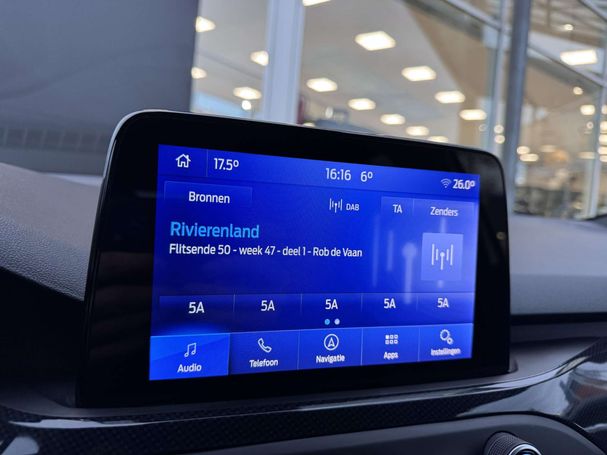 17.5°
16:16 6°
26.0°
Bronnen
DAB
TA
Zenders
Rivierenland
Flitsende 50 - week 47 - deel 1 - Rob de Vaan
5A 5A 5A 5A 5A
Audio
Telefoon
Navigatie
Apps
Instellingen